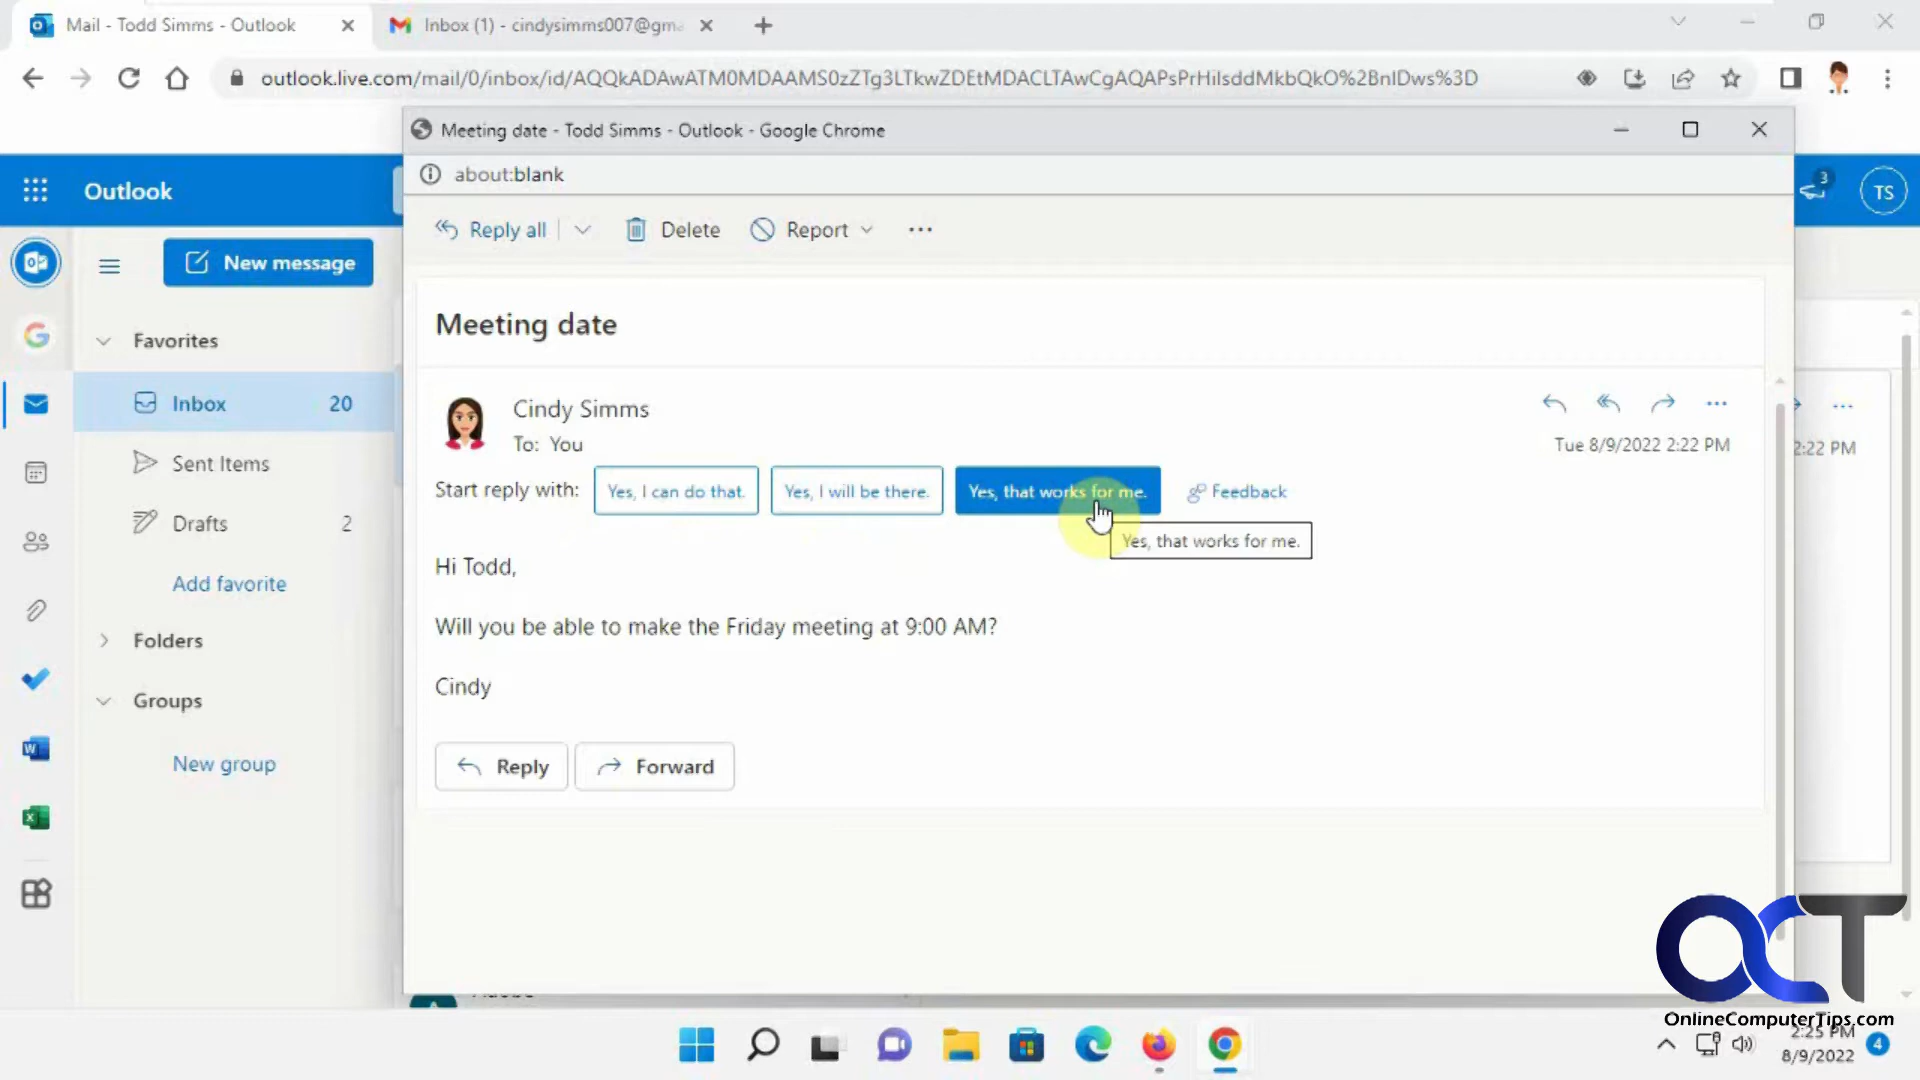 Mail - Todd Simms - Outlook
Inbox (1) - cindysimms007@gma
outlook.live.com/mail/0/inbox/id/AQQkADAwATM0MDAAMS0zZTg3LTkwZDEtMDACLTAwCgAQAPsPrHilsddMkbQkO%2BnIDws%3D
Meeting date - Todd Simms - Outlook - Google Chrome
about:blank
Outlook
3
TS
Reply all
Delete
Report
New message
Favorites
Inbox 20
Sent Items
Drafts 2
Add favorite
Folders
Groups
New group
Meeting date
Cindy Simms
To: You
Tue 8/9/2022 2:22 PM
2:22 PM
Start reply with:
Yes, I can do that.
Yes, I will be there.
Yes, that works for me.
Feedback
Yes, that works for me.
Hi Todd,
Will you be able to make the Friday meeting at 9:00 AM?
Cindy
Reply
Forward
OCT
OnlineComputerTips.com
2:25 PM
8/9/2022
4